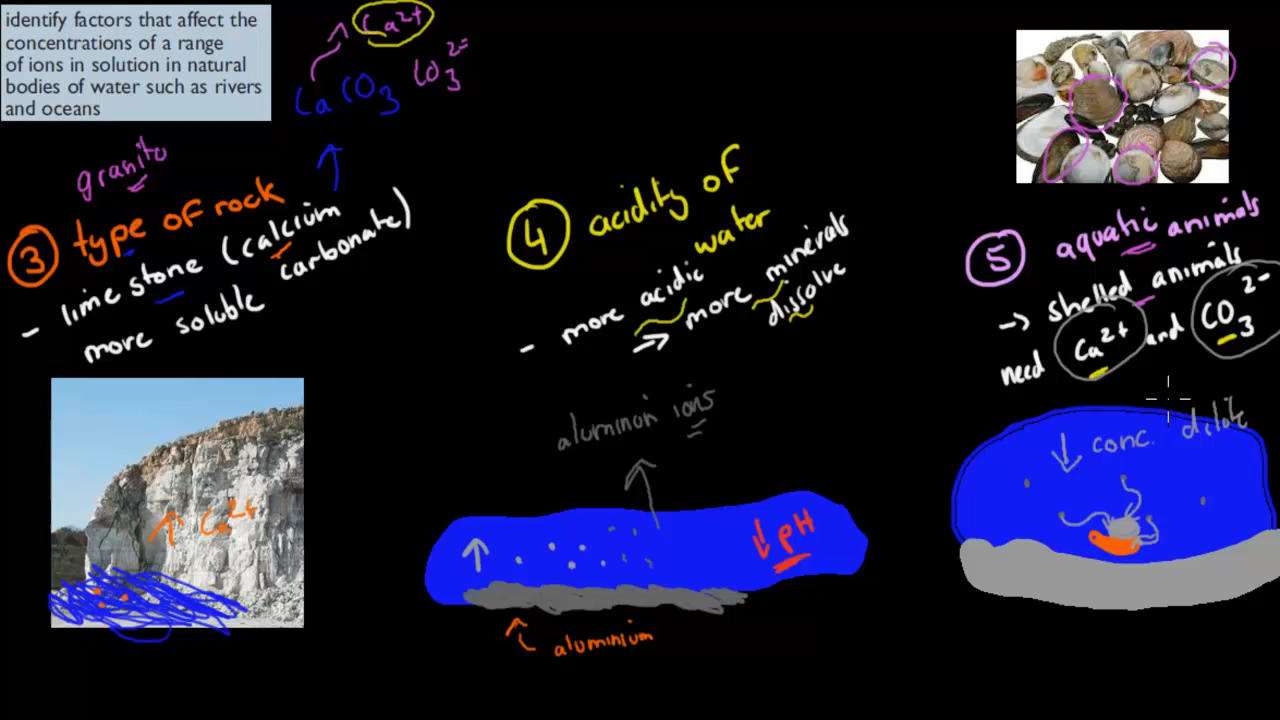 identify factors that affect the
concentrations of a range
of ions in solution in natural
bodies of water such as rivers
and oceans
Ca²⁺
CaCO₃ CO₃²⁻
granite
③ type of rock
- limestone (calcium
carbonate)
more soluble
↑ Ca²⁺
④ acidity of
water
- more acidic
→ more minerals
dissolve
aluminon ions
↑
↓ pH
↑ aluminium
⑤ aquatic animals
→ shelled animals
need Ca²⁺ and CO₃²⁻
↓ conc. dilute